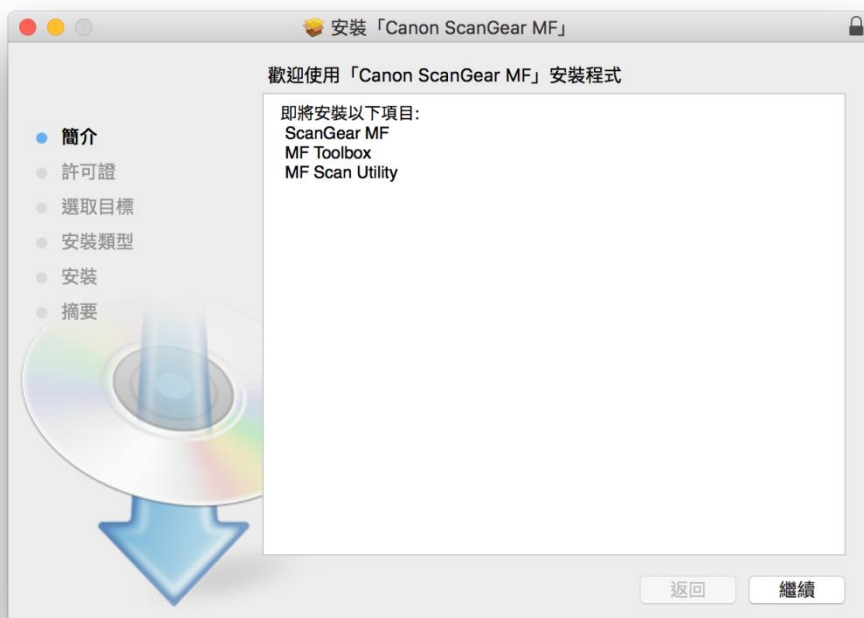 安裝「Canon ScanGear MF」
歡迎使用「Canon ScanGear MF」安裝程式
簡介
許可證
選取目標
安裝類型
安裝
摘要
即將安裝以下項目:
ScanGear MF
MF Toolbox
MF Scan Utility
返回
繼續